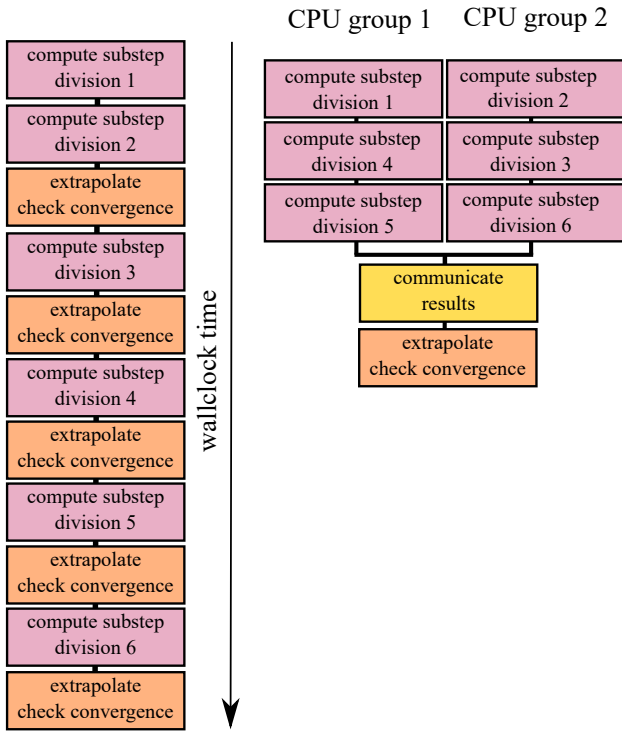 compute substep
division 1
compute substep
division 2
extrapolate
check convergence
compute substep
division 3
extrapolate
check convergence
compute substep
division 4
extrapolate
check convergence
compute substep
division 5
extrapolate
check convergence
compute substep
division 6
extrapolate
check convergence
wallclock time
CPU group 1
CPU group 2
compute substep
division 1
compute substep
division 2
compute substep
division 4
compute substep
division 3
compute substep
division 5
compute substep
division 6
communicate
results
extrapolate
check convergence